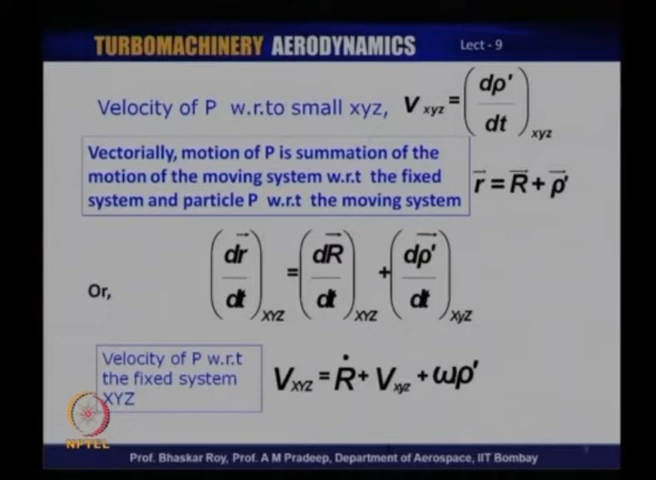 TURBOMACHINERY AERODYNAMICS Lect - 9
Velocity of P w.r.to small xyz, V xyz = (dρ'/dt) xyz
Vectorially, motion of P is summation of the
motion of the moving system w.r.t the fixed
system and particle P w.r.t the moving system
r⃗ = R⃗ + ρ⃗'
Or, (dr⃗/dt) XYZ = (dR⃗/dt) XYZ + (dρ⃗'/dt) XyZ
Velocity of P w.r.t
the fixed system
XYZ
V XYZ = Ṙ + V xyz + ωρ'
NPTEL
Prof. Bhaskar Roy, Prof. A M Pradeep, Department of Aerospace, IIT Bombay